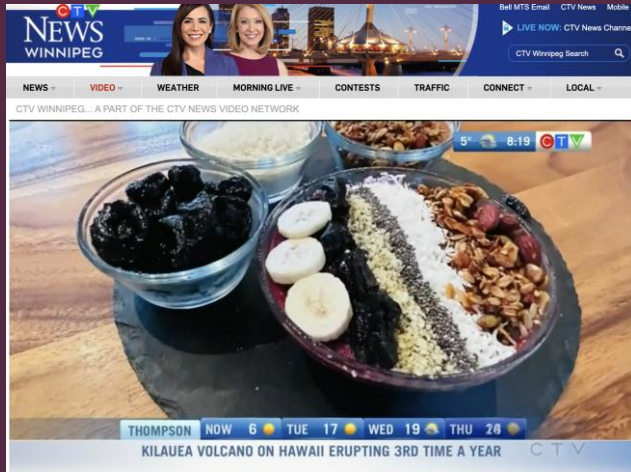 CTV
NEWS
WINNIPEG
Bell MTS Email CTV News Mobile
LIVE NOW: CTV News Channe
CTV Winnipeg Search
NEWS VIDEO WEATHER MORNING LIVE CONTESTS TRAFFIC CONNECT LOCAL
CTV WINNIPEG... A PART OF THE CTV NEWS VIDEO NETWORK
5° 8:19 CTV
THOMPSON NOW 6 TUE 17 WED 19 THU 24
KILAUEA VOLCANO ON HAWAII ERUPTING 3RD TIME A YEAR CTV